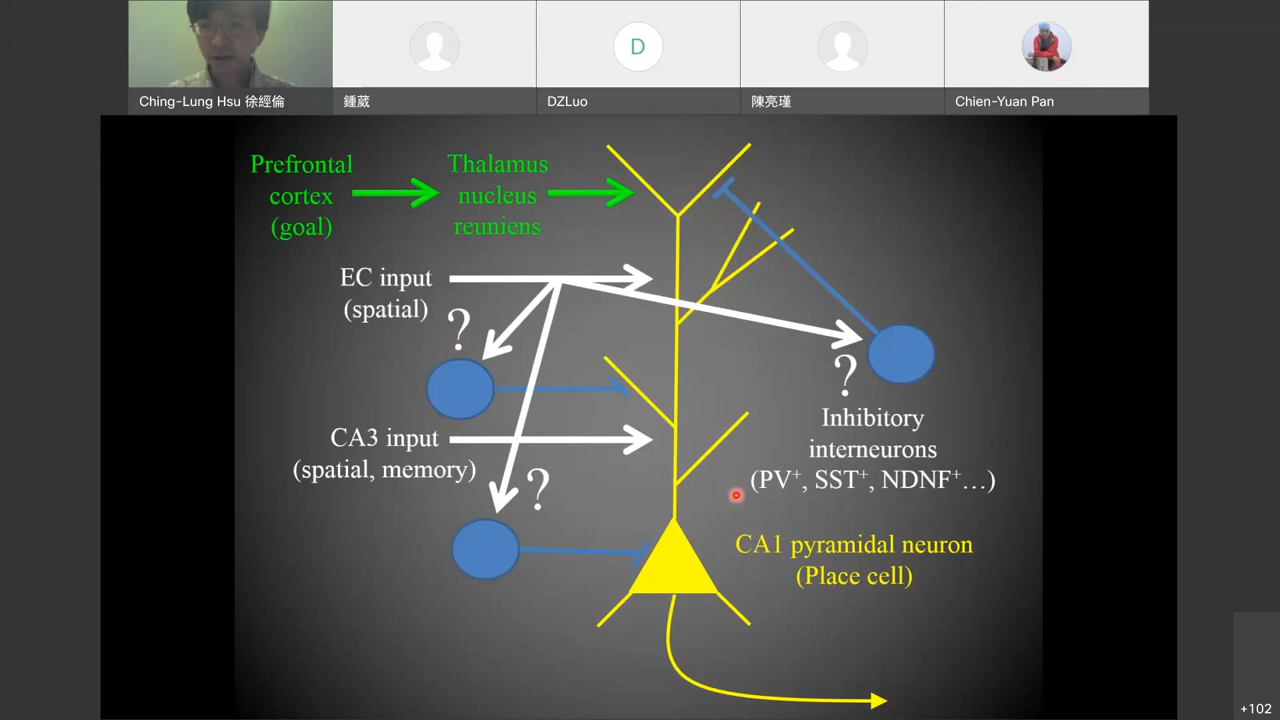 Ching-Lung Hsu 徐經倫
鍾葳
D
DZLuo
陳亮瑾
Chien-Yuan Pan
Prefrontal
cortex
(goal)
Thalamus
nucleus
reuniens
EC input
(spatial)
?
?
CA3 input
(spatial, memory)
?
Inhibitory
interneurons
(PV⁺, SST⁺, NDNF⁺…)
CA1 pyramidal neuron
(Place cell)
+102